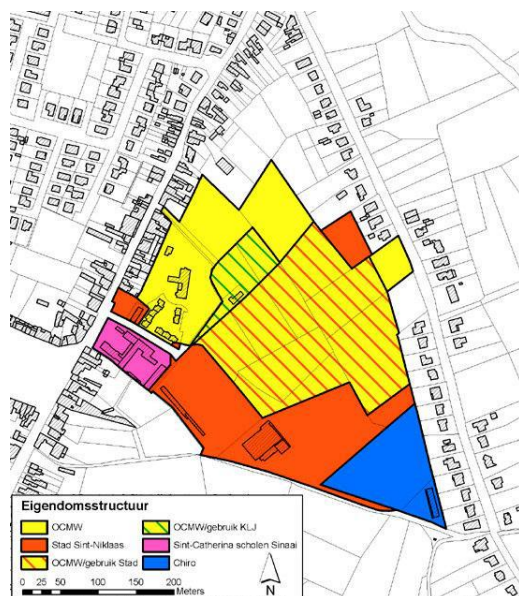 Eigendomsstructuur
OCMW
OCMW/gebruik KLJ
Stad Sint-Niklaas
Sint-Catherina scholen Sinaai
OCMW/gebruik Stad
Chiro
0 25 50 100 150 200
Meters
N